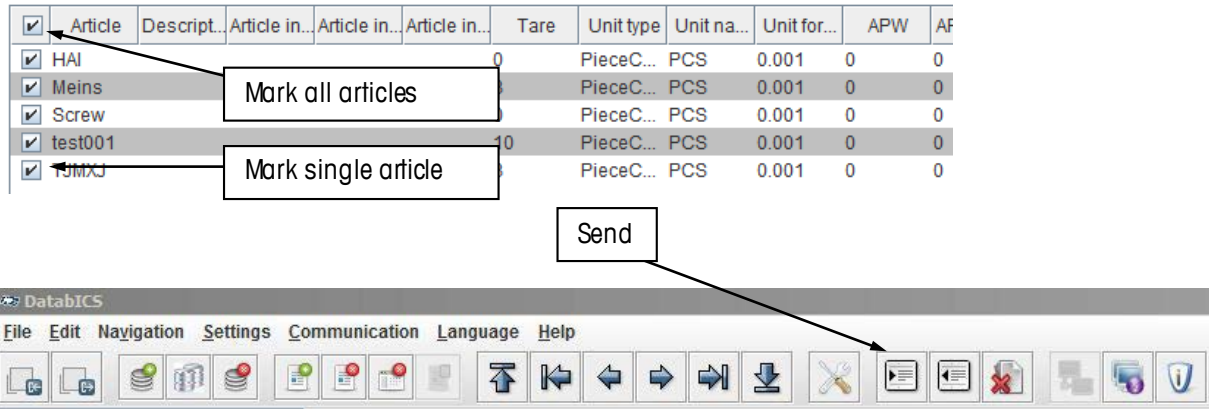 Article Descript... Article in... Article in... Article in... Tare Unit type Unit na... Unit for... APW
HAI 0 PieceC... PCS 0.001 0 0
Meins PieceC... PCS 0.001 0 0
Screw PieceC... PCS 0.001 0 0
test001 10 PieceC... PCS 0.001 0 0
TJMXJ PieceC... PCS 0.001 0 0
Mark all articles
Mark single article
Send
DatabICS
File Edit Navigation Settings Communication Language Help